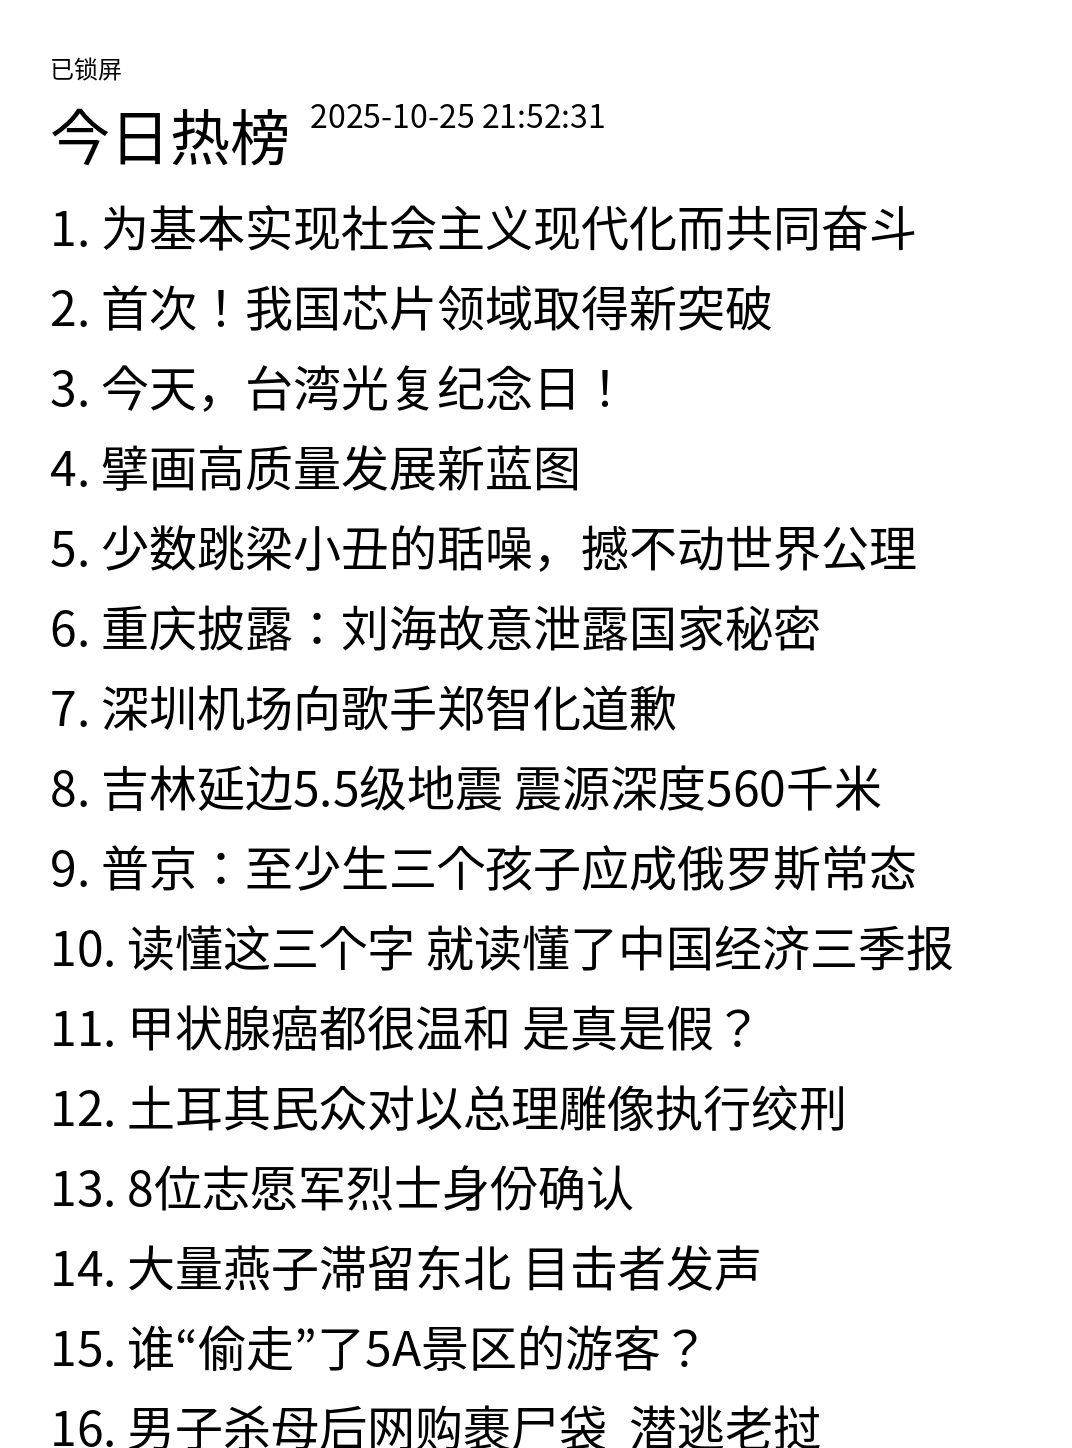 已锁屏
今日热榜 2025-10-25 21:52:31
1. 为基本实现社会主义现代化而共同奋斗
2. 首次！我国芯片领域取得新突破
3. 今天，台湾光复纪念日！
4. 擘画高质量发展新蓝图
5. 少数跳梁小丑的聒噪，撼不动世界公理
6. 重庆披露：刘海故意泄露国家秘密
7. 深圳机场向歌手郑智化道歉
8. 吉林延边5.5级地震 震源深度560千米
9. 普京：至少生三个孩子应成俄罗斯常态
10. 读懂这三个字 就读懂了中国经济三季报
11. 甲状腺癌都很温和 是真是假？
12. 土耳其民众对以总理雕像执行绞刑
13. 8位志愿军烈士身份确认
14. 大量燕子滞留东北 目击者发声
15. 谁“偷走”了5A景区的游客？
16. 男子杀母后网购裹尸袋 潜逃老挝